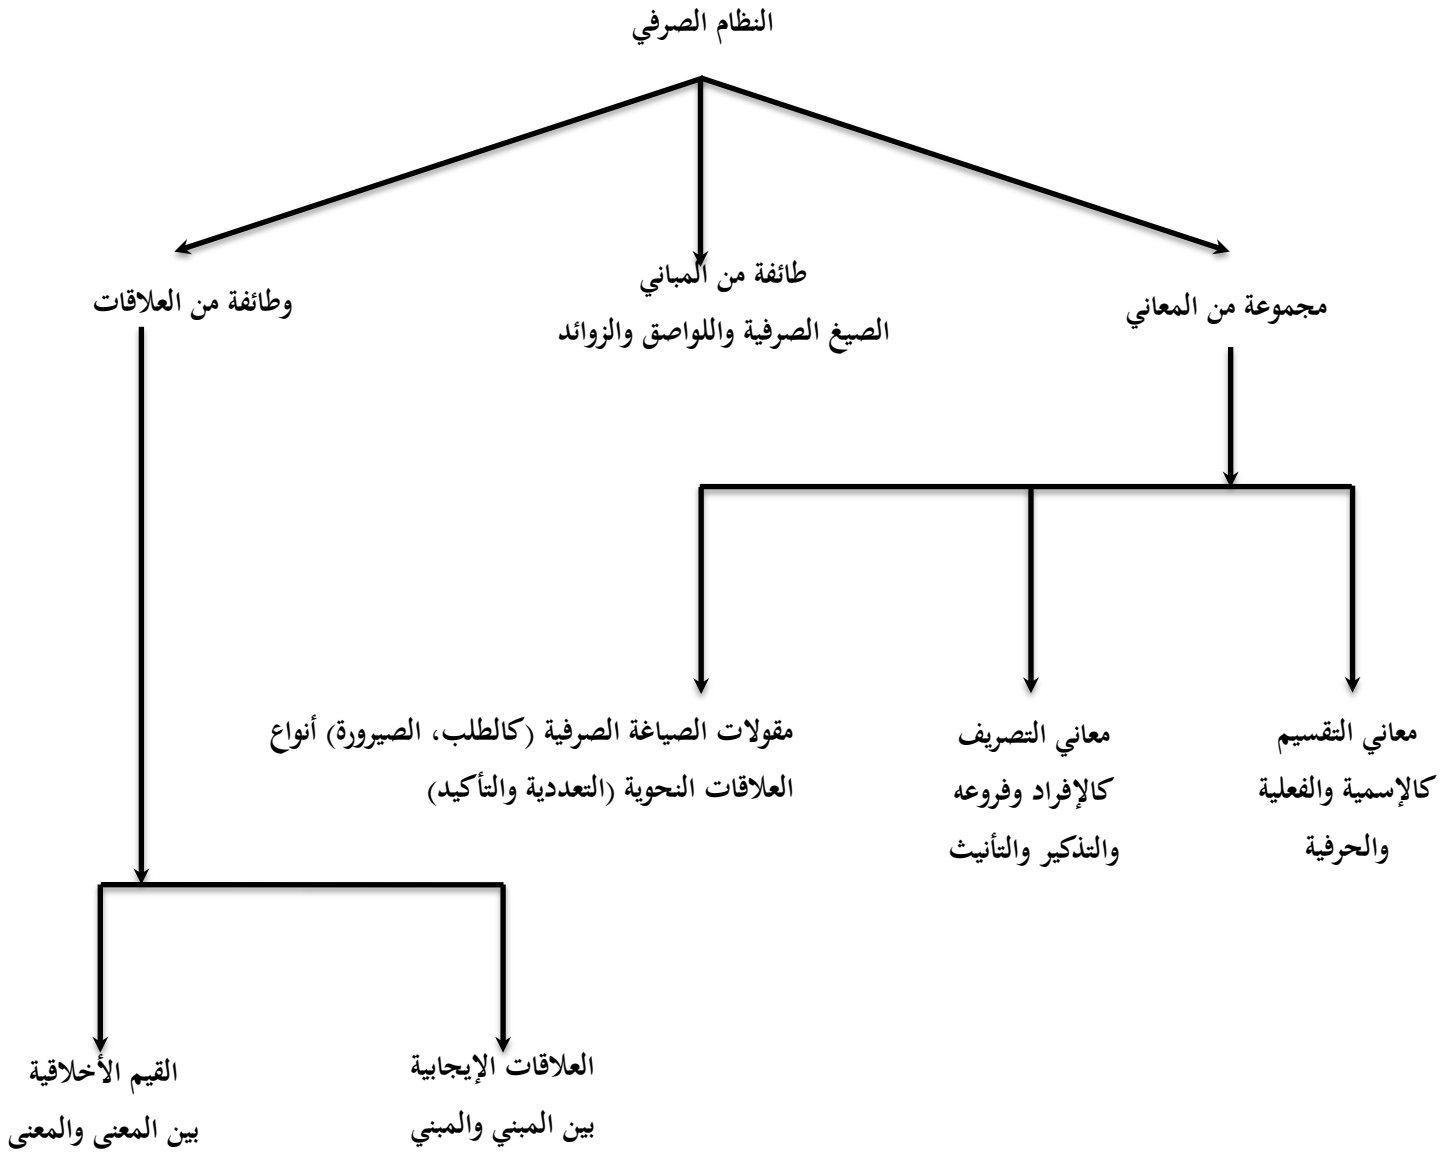 النظام الصرفي
مجموعة من المعاني
طائفة من المباني
الصيغ الصرفية واللواصق والزوائد
وطائفة من العلاقات
معاني التقسيم
كالإسمية والفعلية
والحرفية
معاني التصريف
كالإفراد وفروعه
والتذكير والتأنيث
مقولات الصياغة الصرفية (كالطلب، الصيرورة) أنواع
العلاقات النحوية (التعددية والتأكيد)
العلاقات الإيجابية
بين المبني والمبني
القيم الأخلاقية
بين المعنى والمعنى